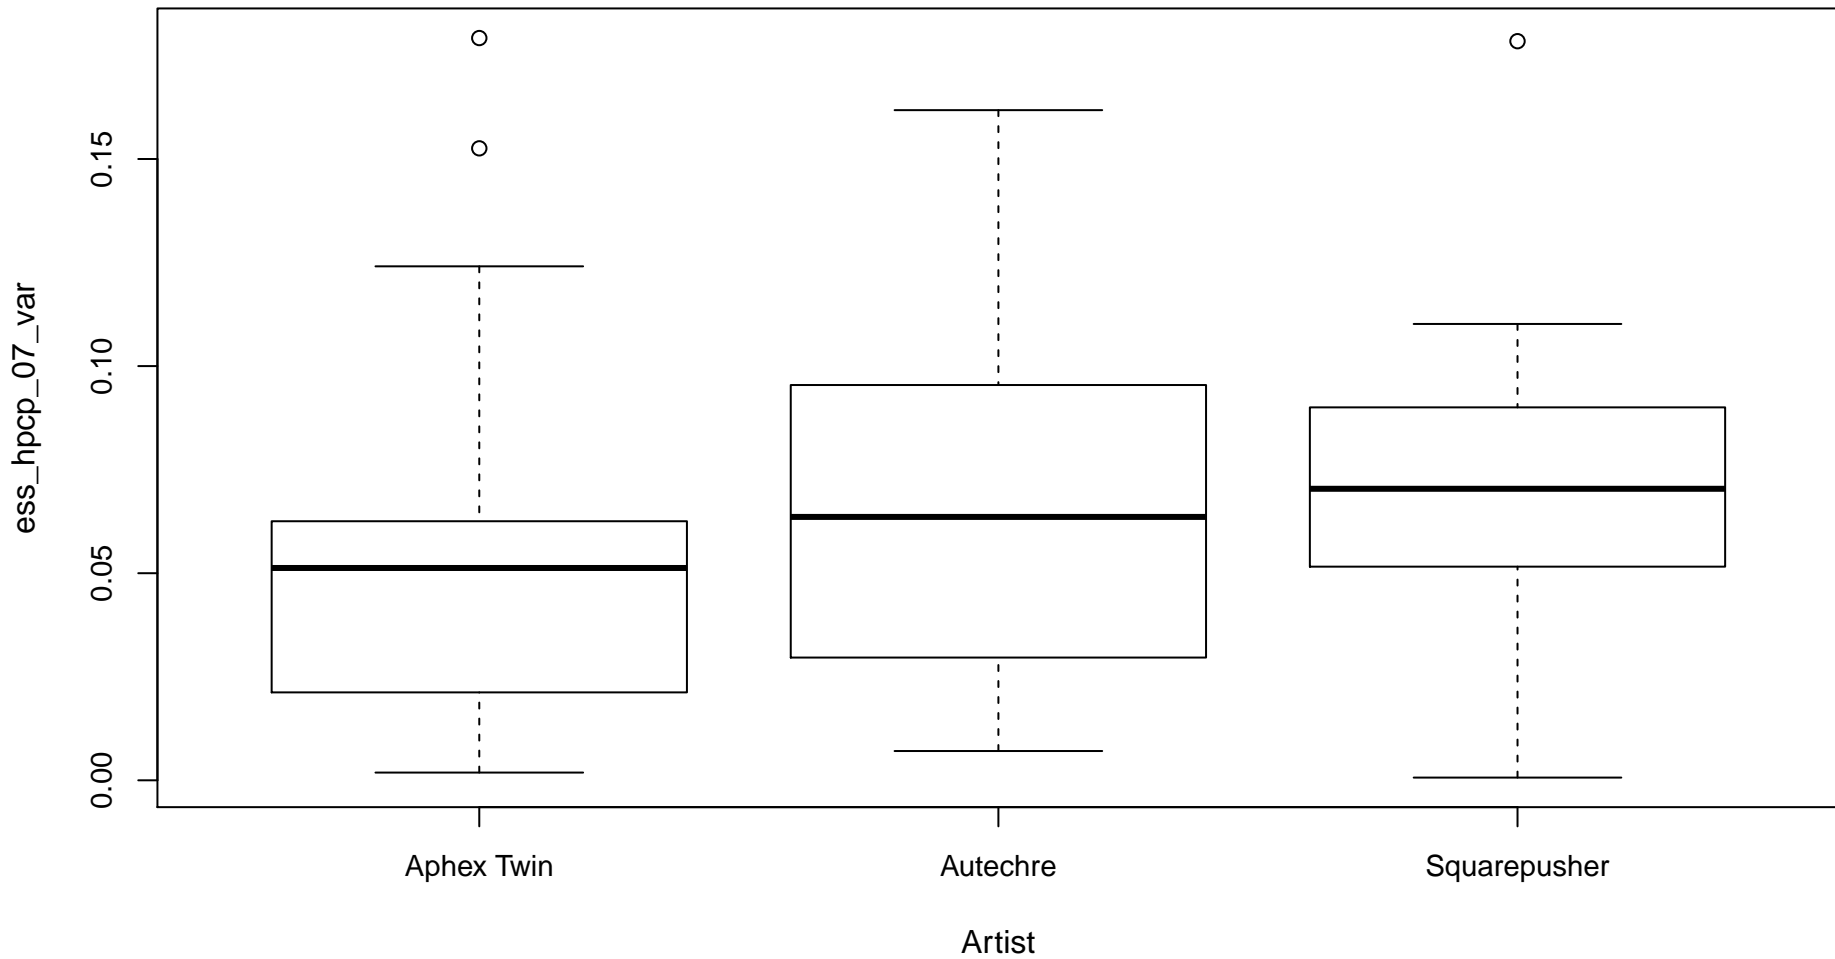 ess_hpcp_07_var
0.15
0.10
0.05
0.00
Aphex Twin
Autechre
Squarepusher
Artist